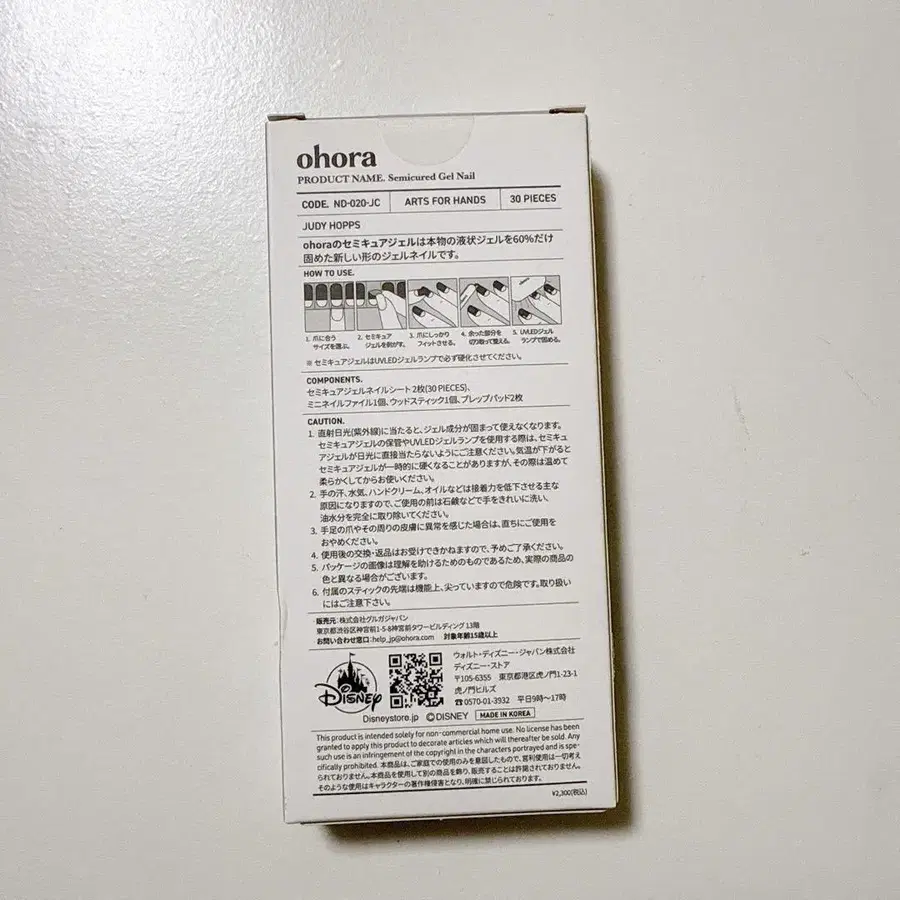 ohora
PRODUCT NAME. Semicured Gel Nail
CODE. ND-020-JC
ARTS FOR HANDS
30 PIECES
JUDY HOPPS
ohoraのセミキュアジェルは本物の液状ジェルを60%だけ
固めた新しい形のジェルネイルです。
HOW TO USE.
1. 爪に合う
サイズを選ぶ。
2. セミキュア
ジェルを剥がす。
3. 爪にしっかり
フィットさせる。
4. 余った部分を
切り取って整える。
5. UVLEDジェル
ランプで固める。
※ セミキュアジェルはUVLEDジェルランプで必ず硬化させてください。
COMPONENTS.
セミキュアジェルネイルシート 2枚(30 PIECES)、
ミニネイルファイル1個、ウッドスティック1個、プレップパッド2枚
CAUTION.
1. 直射日光(紫外線)に当たると、ジェル成分が固まって使えなくなります。
セミキュアジェルの保管やUVLEDジェルランプを使用する際は、セミキュ
アジェルが日光に直接当たらないようにご注意ください。気温が下がると
セミキュアジェルが一時的に硬くなることがありますが、その際は温めて
柔らかくしてからお使いください。
2. 手の汗、水気、ハンドクリーム、オイルなどは接着力を低下させる主な
原因になりますので、ご使用の前は石鹸などで手をきれいに洗い、
油水分を完全に取り除いてください。
3. 手足の爪やその周りの皮膚に異常を感じた場合は、直ちにご使用を
おやめください。
4. 使用後の交換・返品はお受けできかねますので、予めご了承ください。
5. パッケージの画像は理解を助けるためのものであるため、実際の商品の
色と異なる場合がございます。
6. 付属のスティックの先端は機能上、尖っていますので危険です。取り扱い
にはご注意下さい。
販売元: 株式会社グルガジャパン
東京都渋谷区神宮前1-5-8神宮前タワービルディング 13階
お問い合わせ窓口: help_jp@ohora.com 対象年齢15歳以上
Disney
ウォルト・ディズニー・ジャパン株式会社
ディズニー・ストア
〒105-6355 東京都港区虎ノ門1-23-1
虎ノ門ヒルズ
☎0570-01-3932 平日9時〜17時
Disneystore.jp ©DISNEY MADE IN KOREA
This product is intended solely for non-commercial home use. No license has been
granted to apply this product to decorate articles which will thereafter be sold. Any
such use is an infringement of the copyright in the characters portrayed and is spe-
cifically prohibited. 本商品は、ご家庭での使用のみを意図したもので、営利使用は一切考え
られておりません。本商品を使用して別の商品を飾り、販売することは許諾されておりません。
そのような使用はキャラクターの著作権侵害となり、明確に禁じられております。
¥2,300(税込)